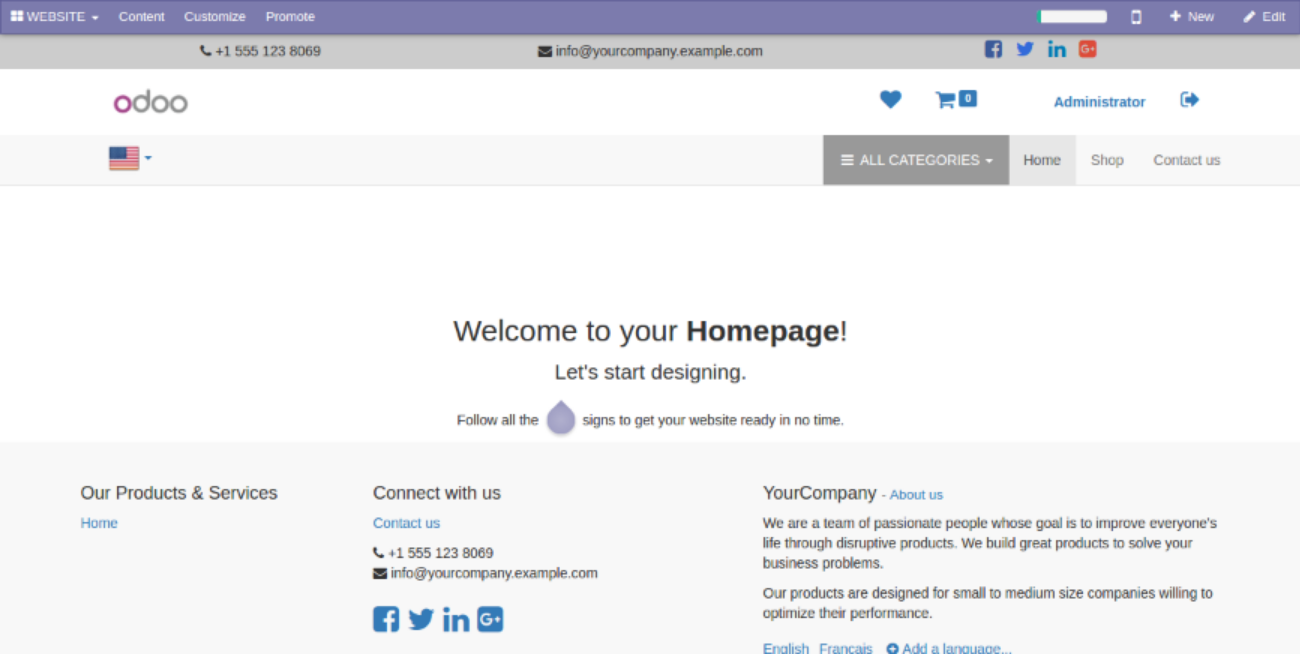 WEBSITE Content Customize Promote New Edit
+1 555 123 8069 info@yourcompany.example.com
odoo 0 Administrator
ALL CATEGORIES Home Shop Contact us
Welcome to your Homepage!
Let's start designing.
Follow all the signs to get your website ready in no time.
Our Products & Services
Home
Connect with us
Contact us
+1 555 123 8069
info@yourcompany.example.com
YourCompany - About us
We are a team of passionate people whose goal is to improve everyone's
life through disruptive products. We build great products to solve your
business problems.
Our products are designed for small to medium size companies willing to
optimize their performance.
English Français Add a language...